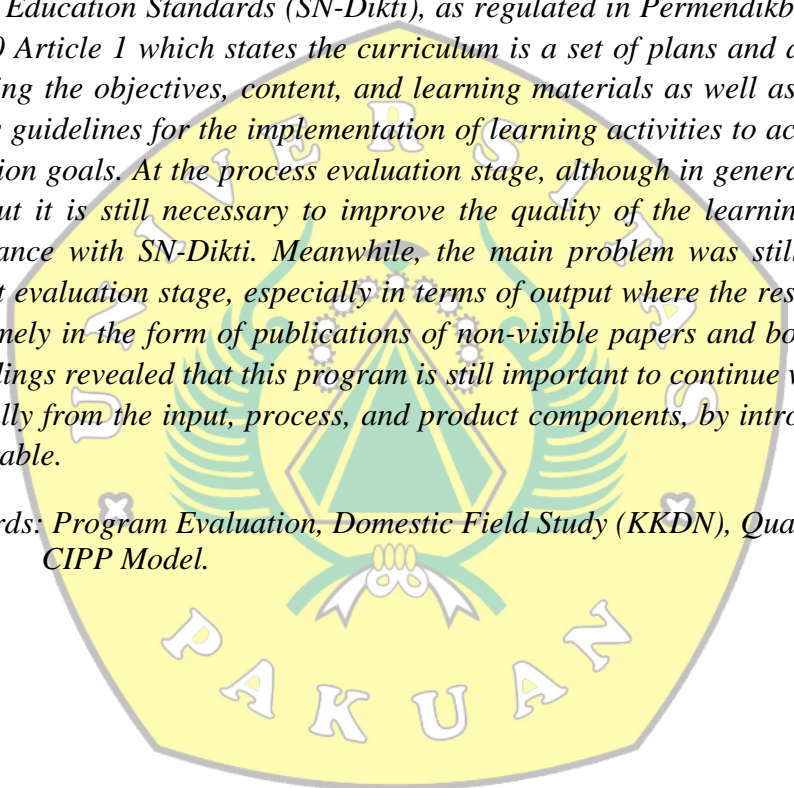 Education Standards (SN-Dikti), as regulated in Permendikb
0 Article 1 which states the curriculum is a set of plans and a
ing the objectives, content, and learning materials as well as
guidelines for the implementation of learning activities to ac
ion goals. At the process evaluation stage, although in genera
ut it is still necessary to improve the quality of the learnin
ance with SN-Dikti. Meanwhile, the main problem was still
t evaluation stage, especially in terms of output where the res
mely in the form of publications of non-visible papers and bo
dings revealed that this program is still important to continue w
lly from the input, process, and product components, by intro
able.
rds: Program Evaluation, Domestic Field Study (KKDN), Qua
CIPP Model.
UNIVERSITAS
PAKUAN